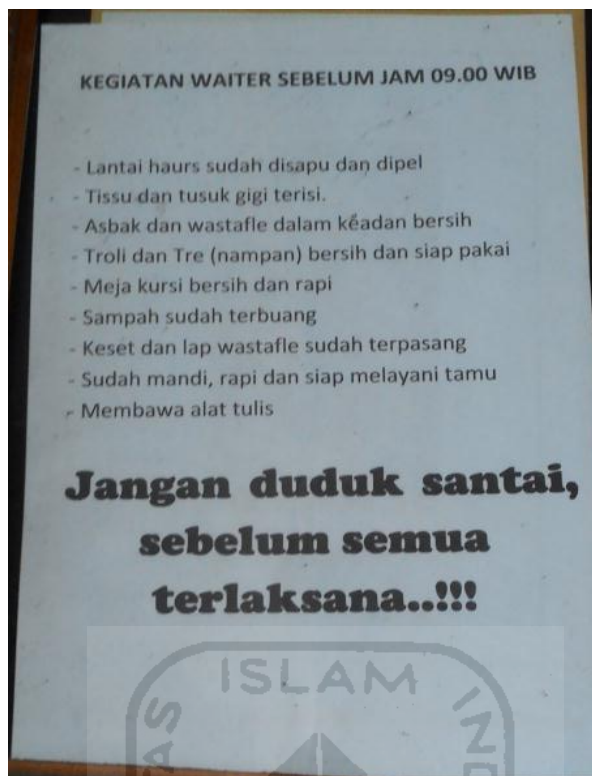 KEGIATAN WAITER SEBELUM JAM 09.00 WIB
- Lantai haurs sudah disapu dan dipel
- Tissu dan tusuk gigi terisi.
- Asbak dan wastafle dalam keadan bersih
- Troli dan Tre (nampan) bersih dan siap pakai
- Meja kursi bersih dan rapi
- Sampah sudah terbuang
- Keset dan lap wastafle sudah terpasang
- Sudah mandi, rapi dan siap melayani tamu
- Membawa alat tulis
Jangan duduk santai,
sebelum semua
terlaksana..!!!
ISLAM